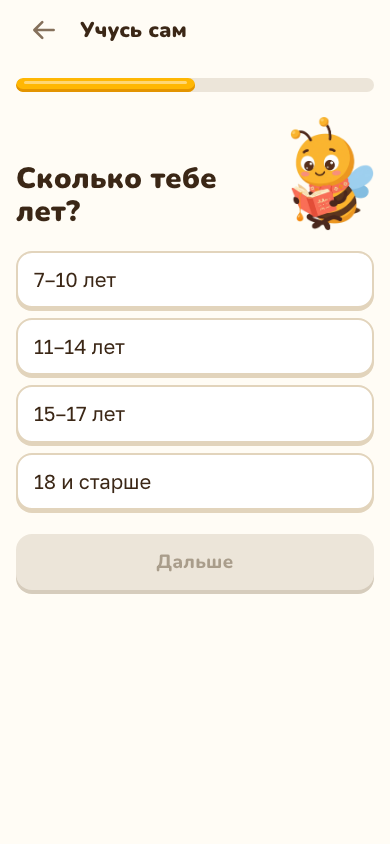 Учусь сам
Сколько тебе
лет?
7–10 лет
11–14 лет
15–17 лет
18 и старше
Дальше